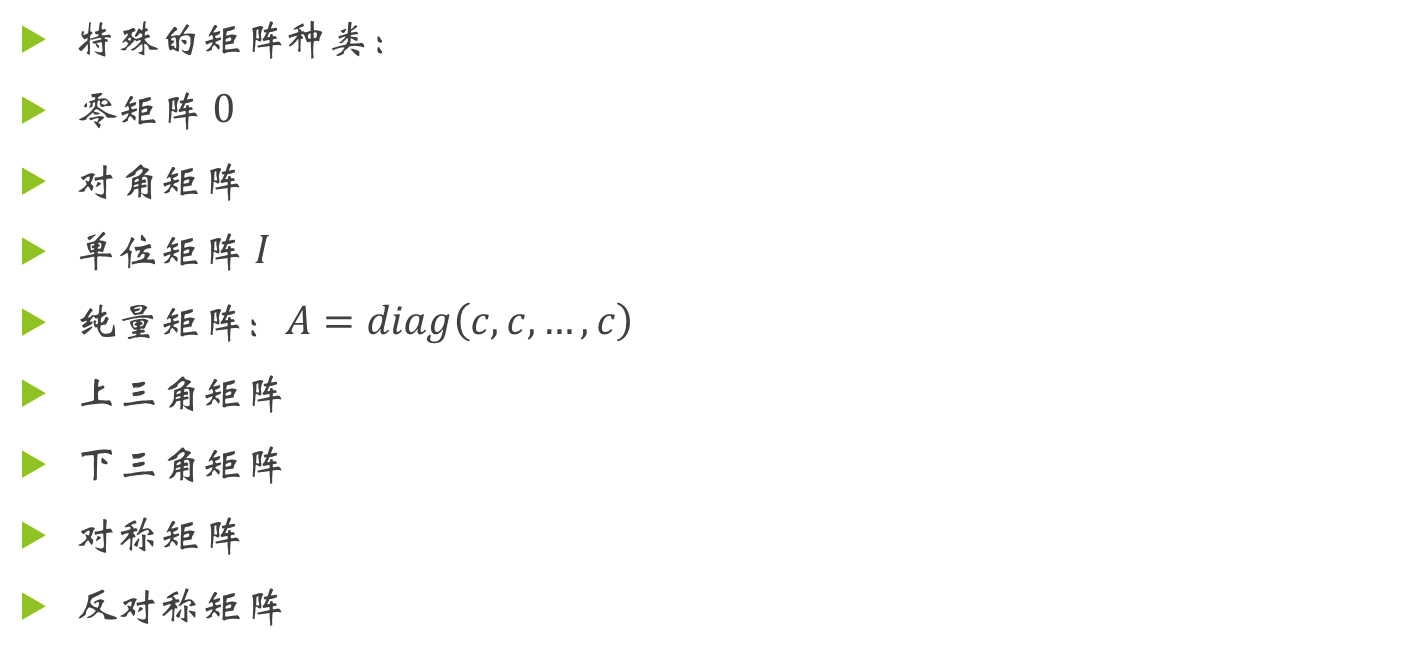 特殊的矩阵种类：
零矩阵 0
对角矩阵
单位矩阵 I
纯量矩阵：A = diag(c, c, …, c)
上三角矩阵
下三角矩阵
对称矩阵
反对称矩阵